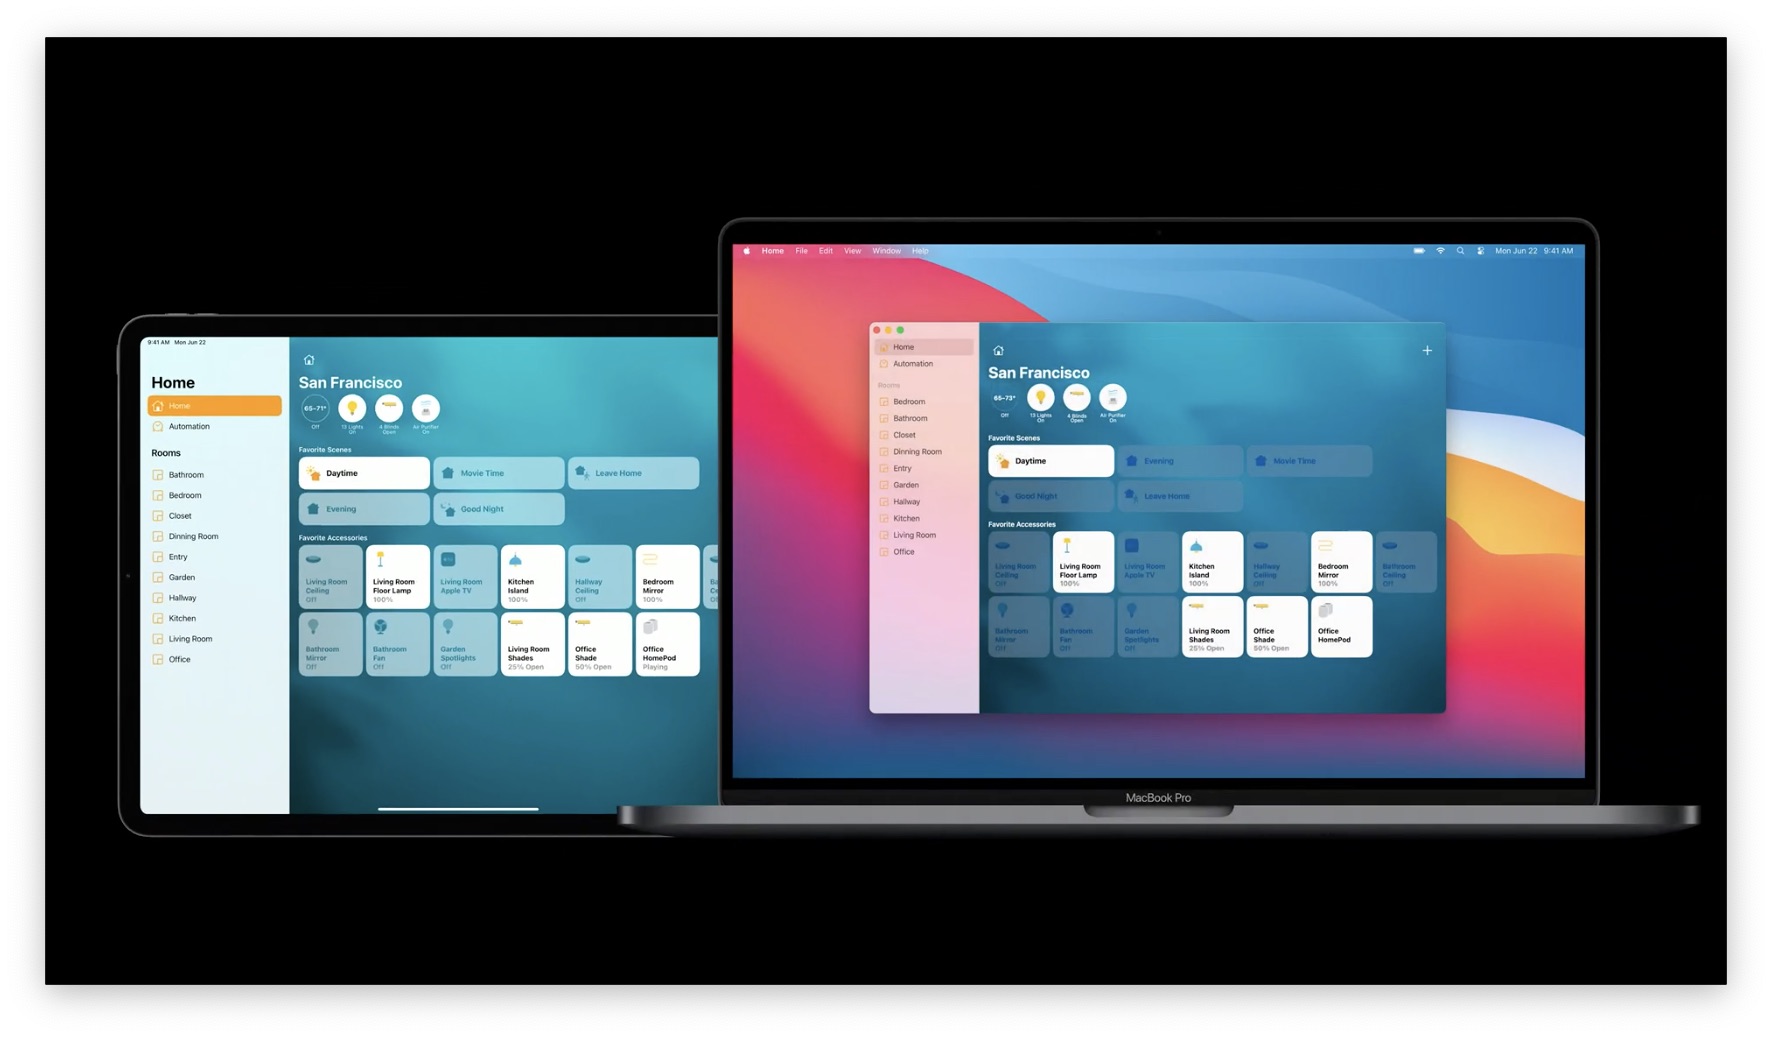 9:41 AM Mon Jun 22
Home
Home
Automation
Rooms
Bathroom
Bedroom
Closet
Dinning Room
Entry
Garden
Hallway
Kitchen
Living Room
Office
San Francisco
65-71°
Off
13 Lights
On
4 Blinds
Open
Air Purifier
On
Favorite Scenes
Daytime
Movie Time
Leave Home
Evening
Good Night
Favorite Accessories
Living Room
Ceiling
Off
Living Room
Floor Lamp
100%
Living Room
Apple TV
Kitchen
Island
100%
Hallway
Ceiling
Off
Bedroom
Mirror
100%
Bathroom
Mirror
Off
Bathroom
Fan
Off
Garden
Spotlights
Off
Living Room
Shades
25% Open
Office
Shade
50% Open
Office
HomePod
Playing
Home File Edit View Window Help
Mon Jun 22 9:41 AM
Home
Automation
Rooms
Bedroom
Bathroom
Closet
Dinning Room
Entry
Garden
Hallway
Kitchen
Living Room
Office
San Francisco
65-73°
Off
13 Lights
On
4 Blinds
Open
Air Purifier
On
Favorite Scenes
Daytime
Evening
Movie Time
Good Night
Leave Home
Favorite Accessories
Living Room
Ceiling
Off
Living Room
Floor Lamp
100%
Living Room
Apple TV
Kitchen
Island
100%
Hallway
Ceiling
Off
Bedroom
Mirror
100%
Bathroom
Ceiling
Off
Bathroom
Mirror
Off
Bathroom
Fan
Off
Garden
Spotlights
Off
Living Room
Shades
25% Open
Office
Shade
50% Open
Office
HomePod
MacBook Pro